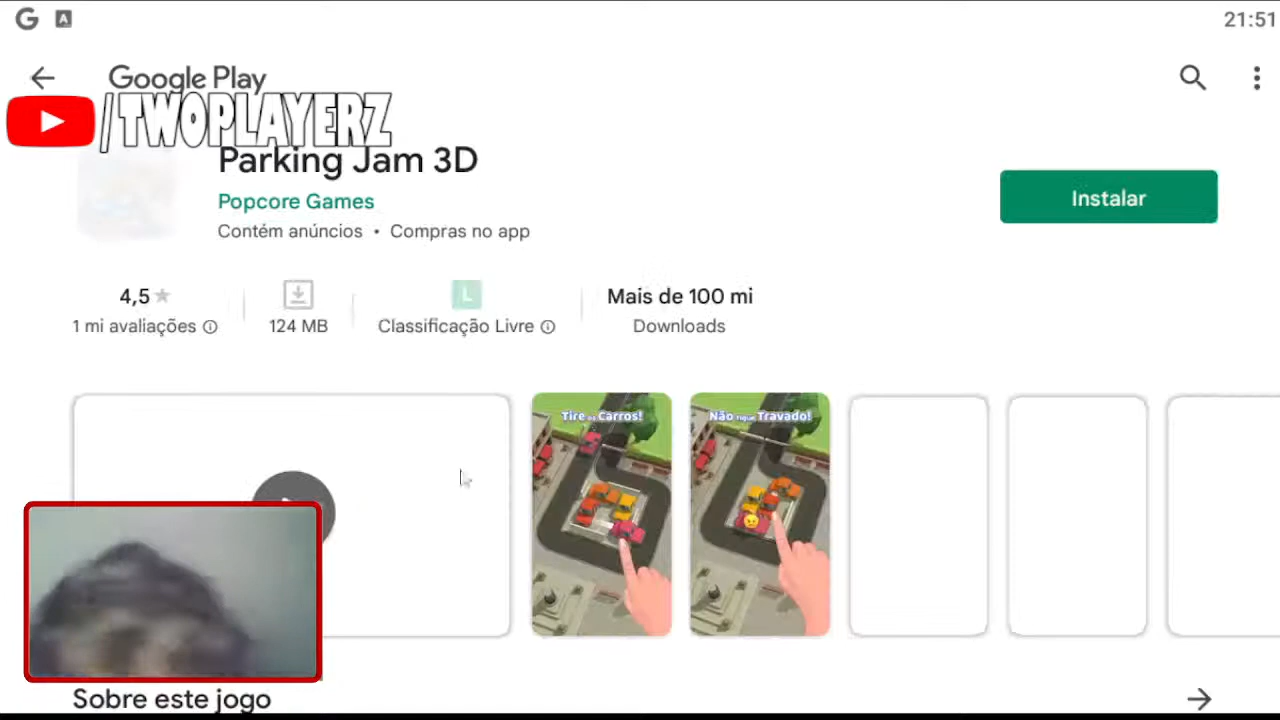 21:51
Google Play
/TWOPLAYERZ
Parking Jam 3D
Popcore Games
Contém anúncios • Compras no app
Instalar
4,5★
1 mi avaliações
124 MB
L
Classificação Livre
Mais de 100 mi
Downloads
Tire os Carros!
Não fique Travado!
Sobre este jogo